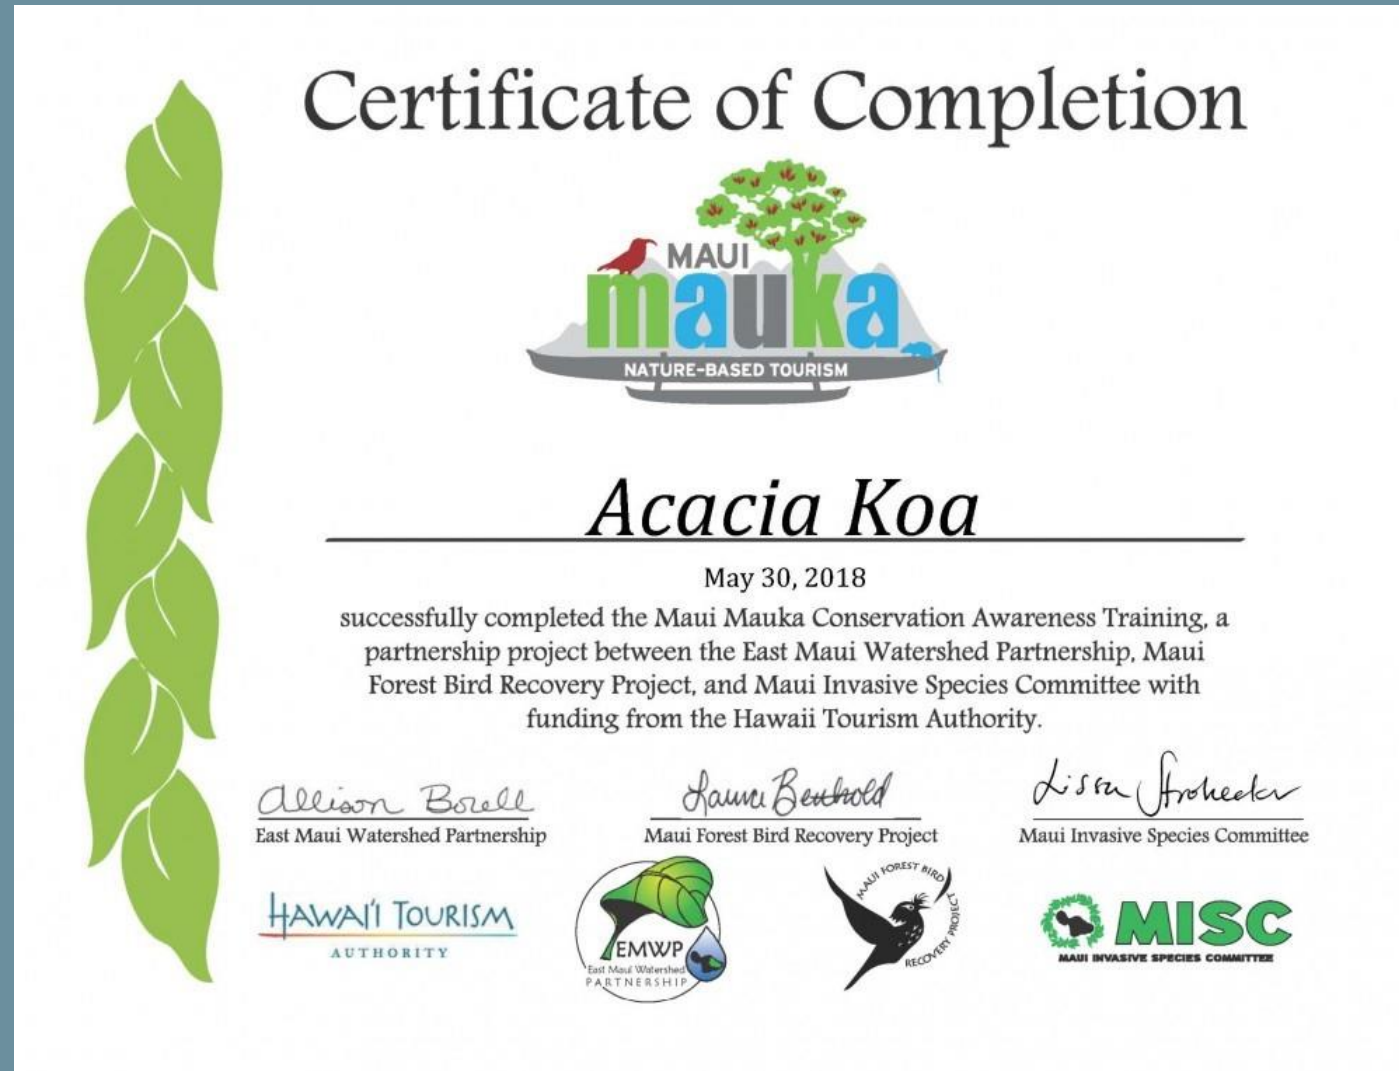 Certificate of Completion
MAUI
mauka
NATURE-BASED TOURISM
Acacia Koa
May 30, 2018
successfully completed the Maui Mauka Conservation Awareness Training, a
partnership project between the East Maui Watershed Partnership, Maui
Forest Bird Recovery Project, and Maui Invasive Species Committee with
funding from the Hawaii Tourism Authority.
Allison Borell
East Maui Watershed Partnership
Laura Berthold
Maui Forest Bird Recovery Project
Lissa Strohecker
Maui Invasive Species Committee
HAWAI'I TOURISM
AUTHORITY
EMWP
East Maui Watershed
PARTNERSHIP
MAUI FOREST BIRD
RECOVERY PROJECT
MISC
MAUI INVASIVE SPECIES COMMITTEE